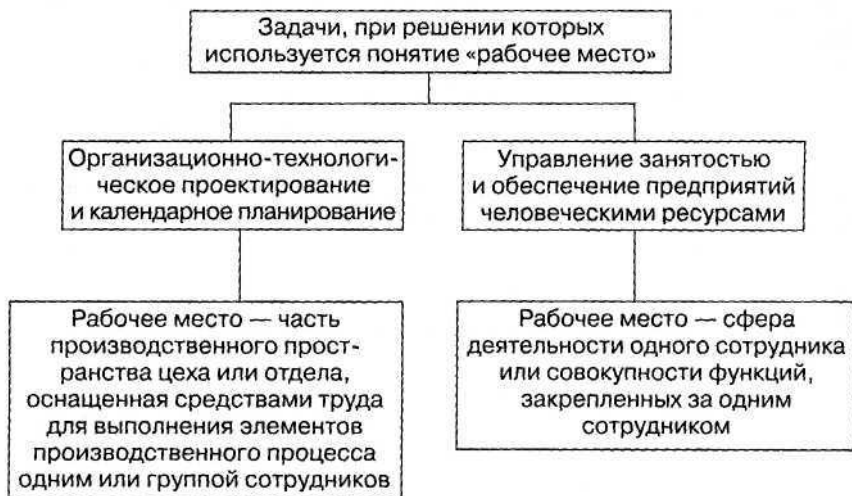 Задачи, при решении которых
используется понятие «рабочее место»
Организационно-технологи-
ческое проектирование
и календарное планирование
Управление занятостью
и обеспечение предприятий
человеческими ресурсами
Рабочее место — часть
производственного прост-
ранства цеха или отдела,
оснащенная средствами труда
для выполнения элементов
производственного процесса
одним или группой сотрудников
Рабочее место — сфера
деятельности одного сотрудника
или совокупности функций,
закрепленных за одним
сотрудником